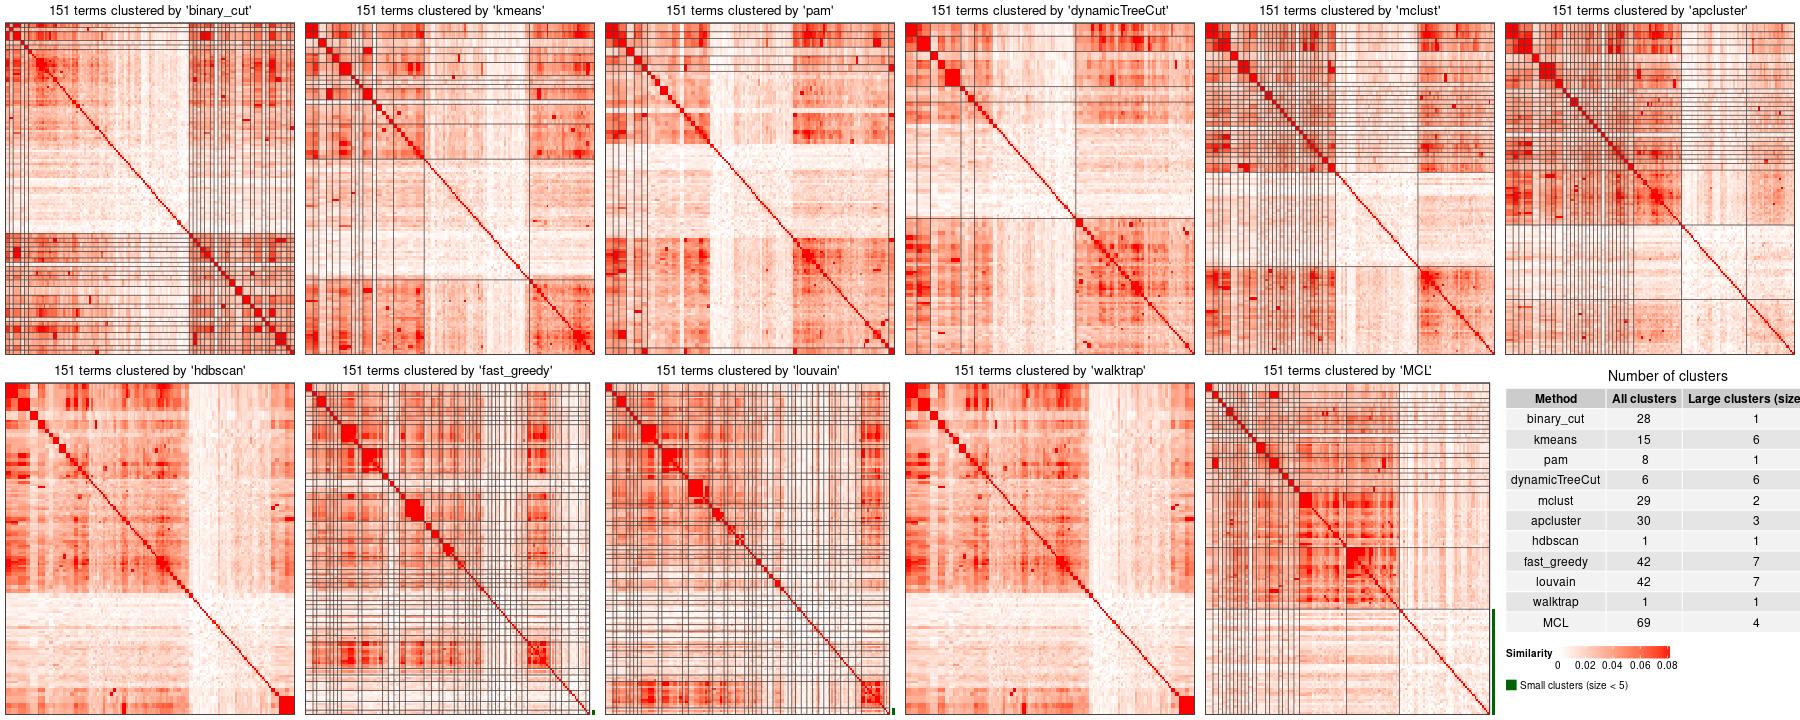 151 terms clustered by 'binary_cut'
151 terms clustered by 'kmeans'
151 terms clustered by 'pam'
151 terms clustered by 'dynamicTreeCut'
151 terms clustered by 'mclust'
151 terms clustered by 'apcluster'
151 terms clustered by 'hdbscan'
151 terms clustered by 'fast_greedy'
151 terms clustered by 'louvain'
151 terms clustered by 'walktrap'
151 terms clustered by 'MCL'
Number of clusters
Method All clusters Large clusters (size
binary_cut 28 1
kmeans 15 6
pam 8 1
dynamicTreeCut 6 6
mclust 29 2
apcluster 30 3
hdbscan 1 1
fast_greedy 42 7
louvain 42 7
walktrap 1 1
MCL 69 4
Similarity
0 0.02 0.04 0.06 0.08
Small clusters (size < 5)